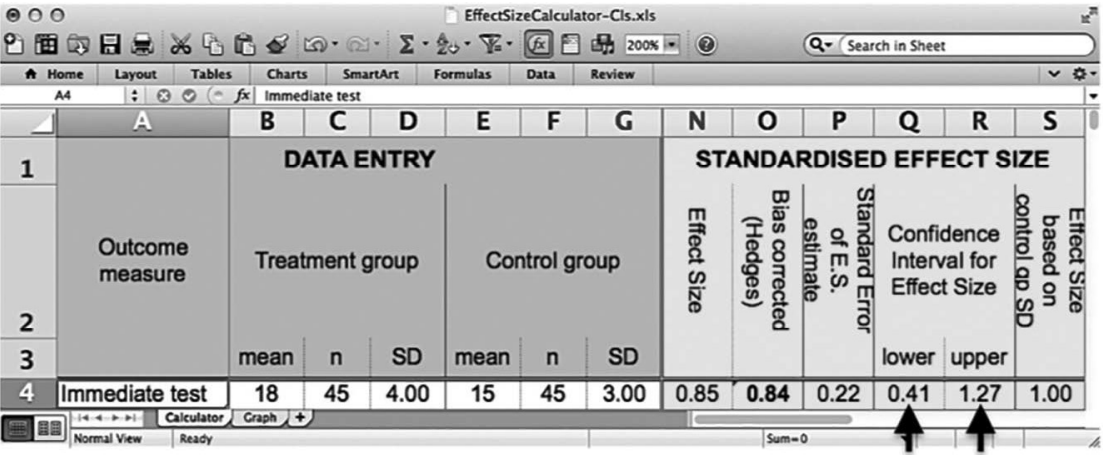 EffectSizeCalculator-CIs.xls
200%
Search in Sheet
Home Layout Tables Charts SmartArt Formulas Data Review
A4 fx Immediate test
A B C D E F G N O P Q R S
1 DATA ENTRY STANDARDISED EFFECT SIZE
2 Outcome measure Treatment group Control group Effect Size Bias corrected (Hedges) Standard Error of E.S. estimate Confidence Interval for Effect Size Effect Size based on control gp SD
3 mean n SD mean n SD lower upper
4 Immediate test 18 45 4.00 15 45 3.00 0.85 0.84 0.22 0.41 1.27 1.00
Calculator Graph +
Normal View Ready Sum=0